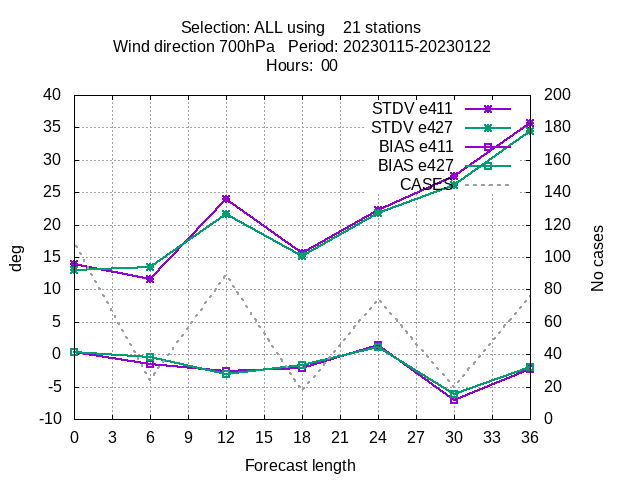 Selection: ALL using    21 stations
Wind direction 700hPa   Period: 20230115-20230122
Hours:  00
40 200
35 180
30 160
25 140
20 120
15 100
10 80
5 60
0 40
-5 20
-10 0
STDV e411
STDV e427
BIAS e411
BIAS e427
CASES
deg
No cases
0 3 6 9 12 15 18 21 24 27 30 33 36
Forecast length